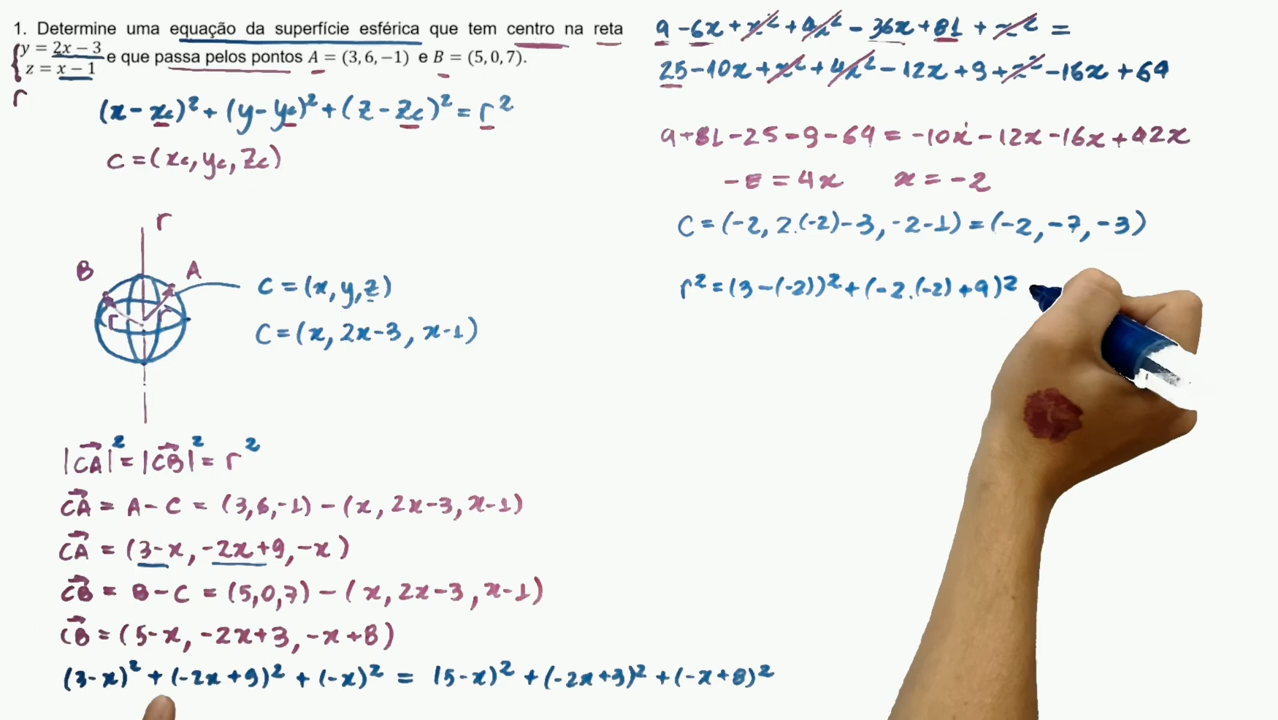 1. Determine uma equação da superfície esférica que tem centro na reta
y = 2x − 3
z = x − 1
e que passa pelos pontos A = (3, 6, −1) e B = (5, 0, 7).
r
(x - xc)² + (y - yc)² + (z - zc)² = r²
C = (xc, yc, zc)
r
B
A
r
r
C = (x, y, z)
C = (x, 2x-3, x-1)
|CA|² = |CB|² = r²
CA = A - C = (3,6,-1) - (x, 2x-3, x-1)
CA = (3-x, -2x+9, -x)
CB = B - C = (5,0,7) - (x, 2x-3, x-1)
CB = (5-x, -2x+3, -x+8)
(3-x)² + (-2x+9)² + (-x)² = (5-x)² + (-2x+3)² + (-x+8)²
9 - 6x + x² + 4x² - 36x + 81 + x² =
25 - 10x + x² + 4x² - 12x + 9 + x² - 16x + 64
9 + 81 - 25 - 9 - 64 = -10x - 12x - 16x + 42x
-8 = 4x x = -2
C = (-2, 2.(-2)-3, -2-1) = (-2, -7, -3)
r² = (3-(-2))² + (-2.(-2)+9)²